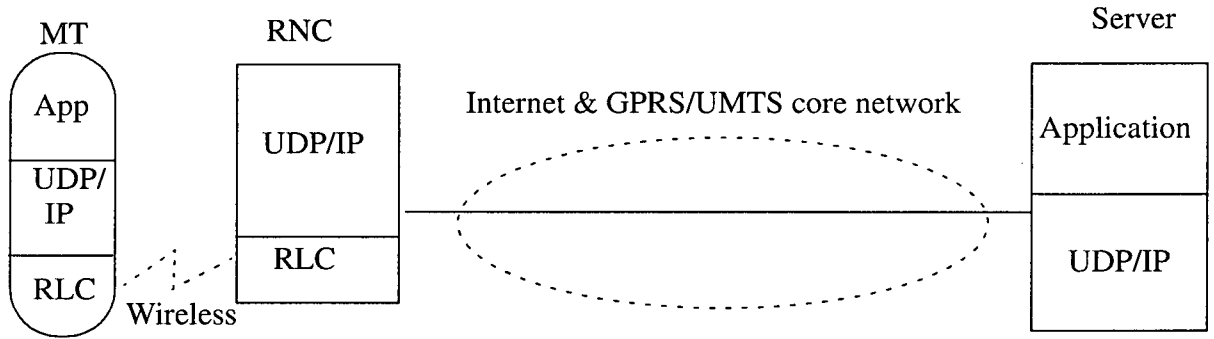 MT
App
UDP/
IP
RLC
Wireless
RNC
UDP/IP
RLC
Internet & GPRS/UMTS core network
Server
Application
UDP/IP